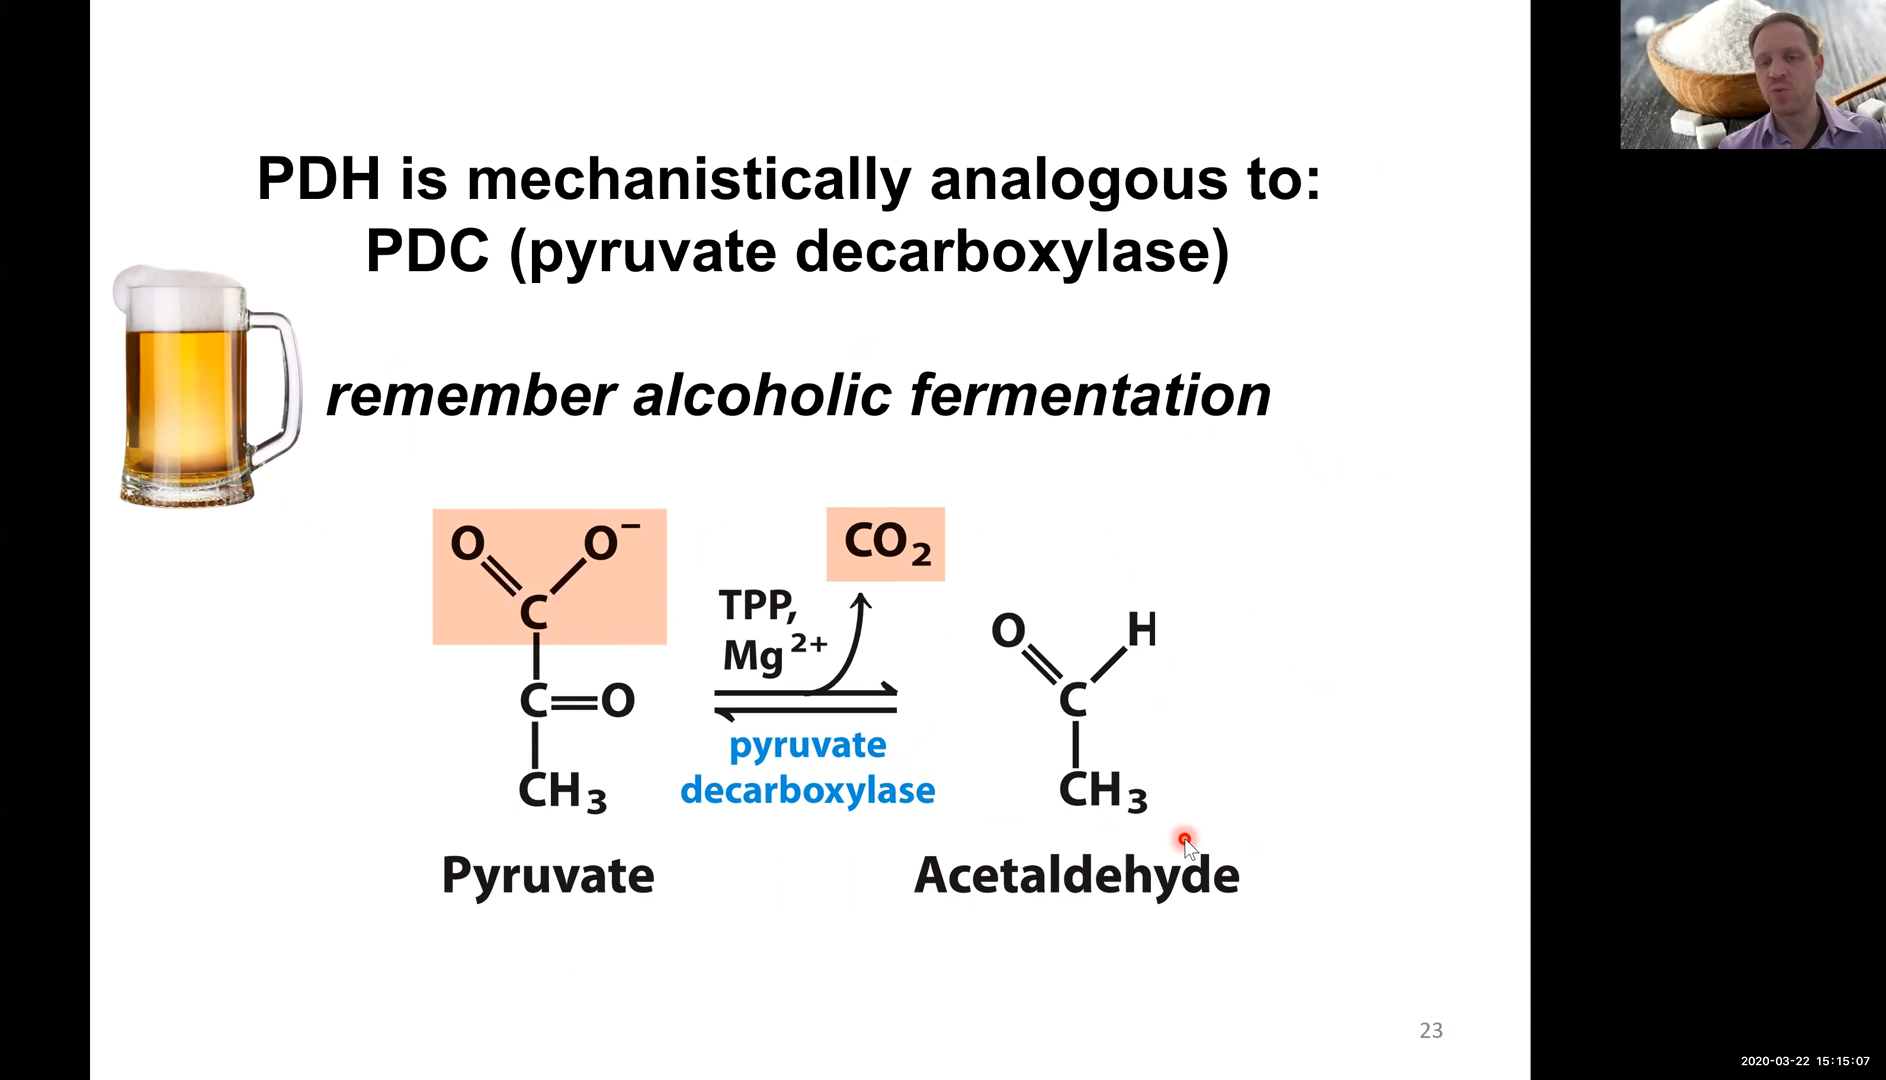 PDH is mechanistically analogous to:
PDC (pyruvate decarboxylase)
remember alcoholic fermentation
O O⁻
C
C=O
CH₃
Pyruvate
TPP,
Mg²⁺
CO₂
pyruvate
decarboxylase
O H
C
CH₃
Acetaldehyde
23
2020-03-22 15:15:07